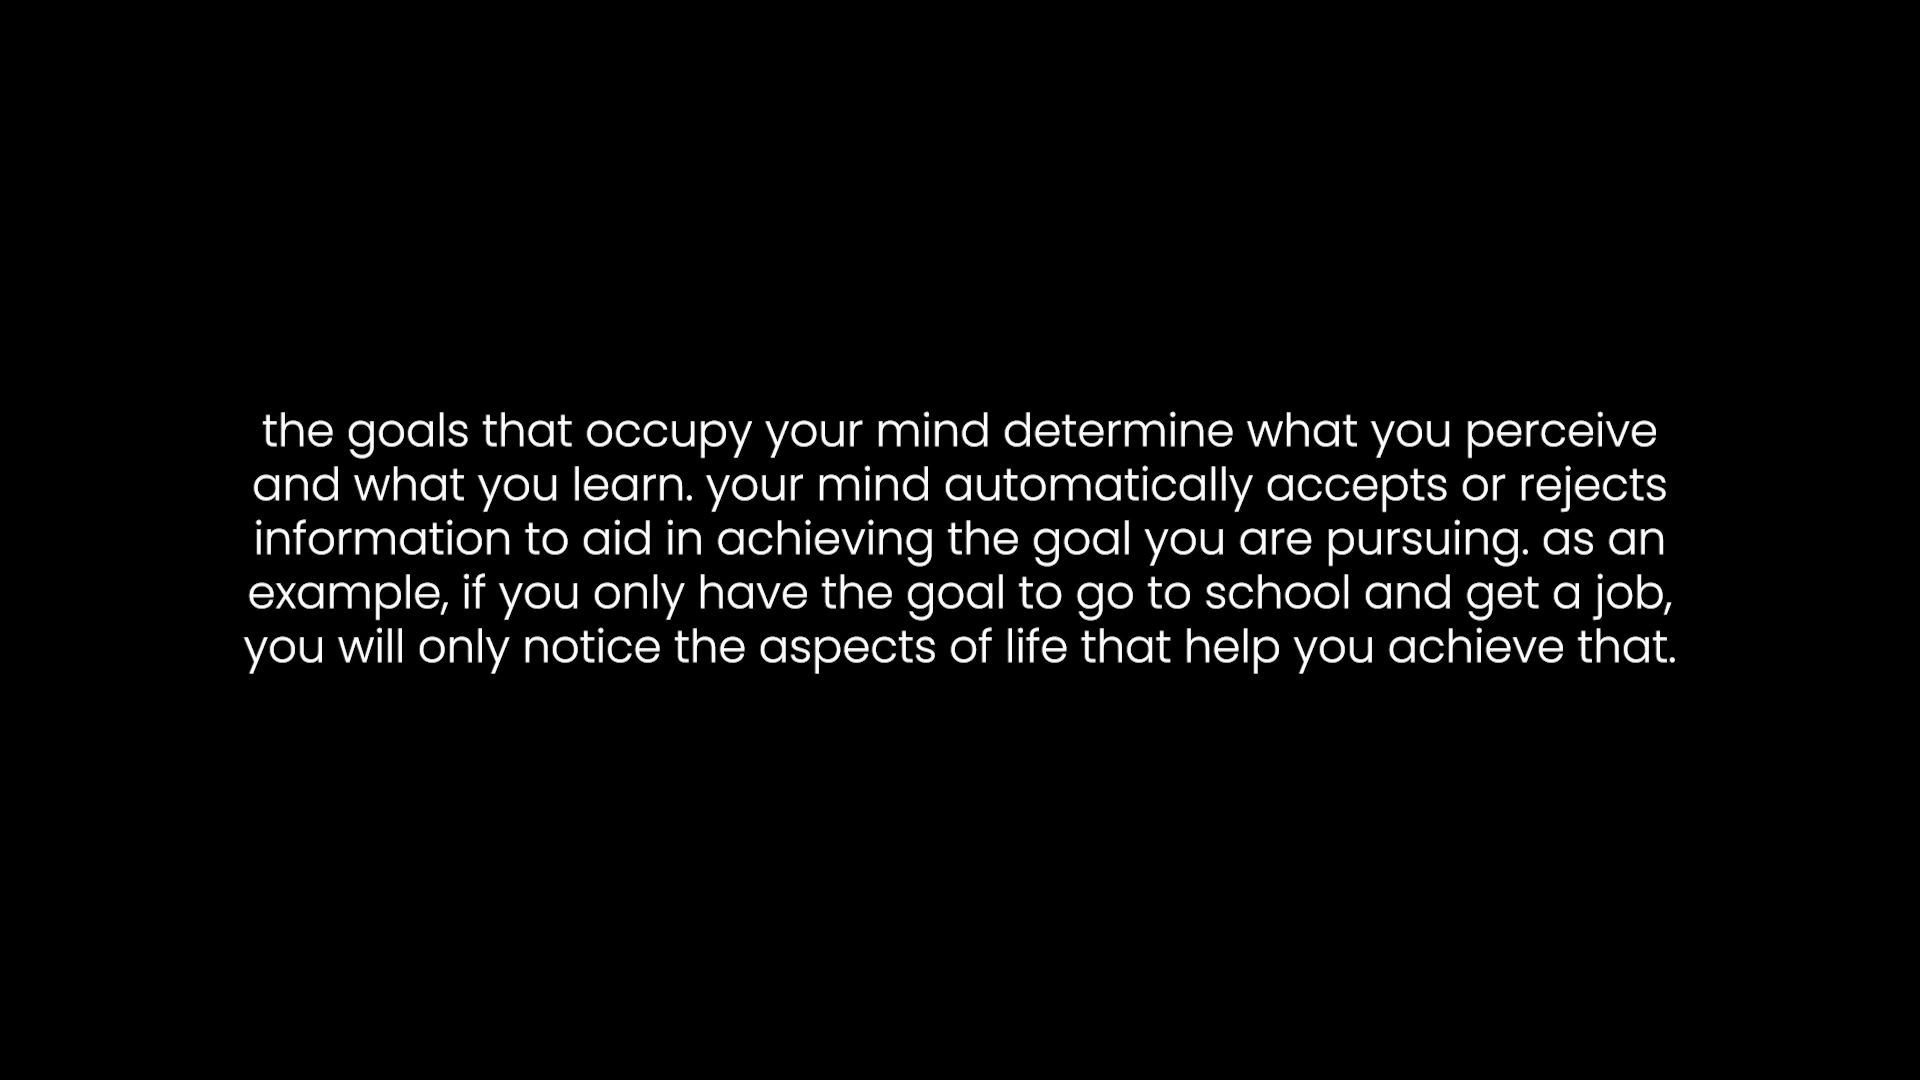 the goals that occupy your mind determine what you perceive
and what you learn. your mind automatically accepts or rejects
information to aid in achieving the goal you are pursuing. as an
example, if you only have the goal to go to school and get a job,
you will only notice the aspects of life that help you achieve that.